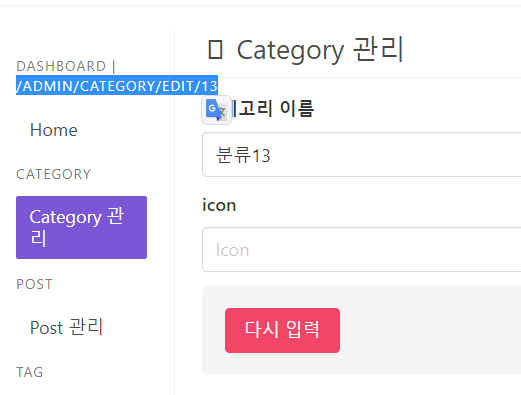 DASHBOARD |
/ADMIN/CATEGORY/EDIT/13
Home
CATEGORY
Category 관
리
POST
Post 관리
TAG
Category 관리
고리 이름
분류13
icon
Icon
다시 입력